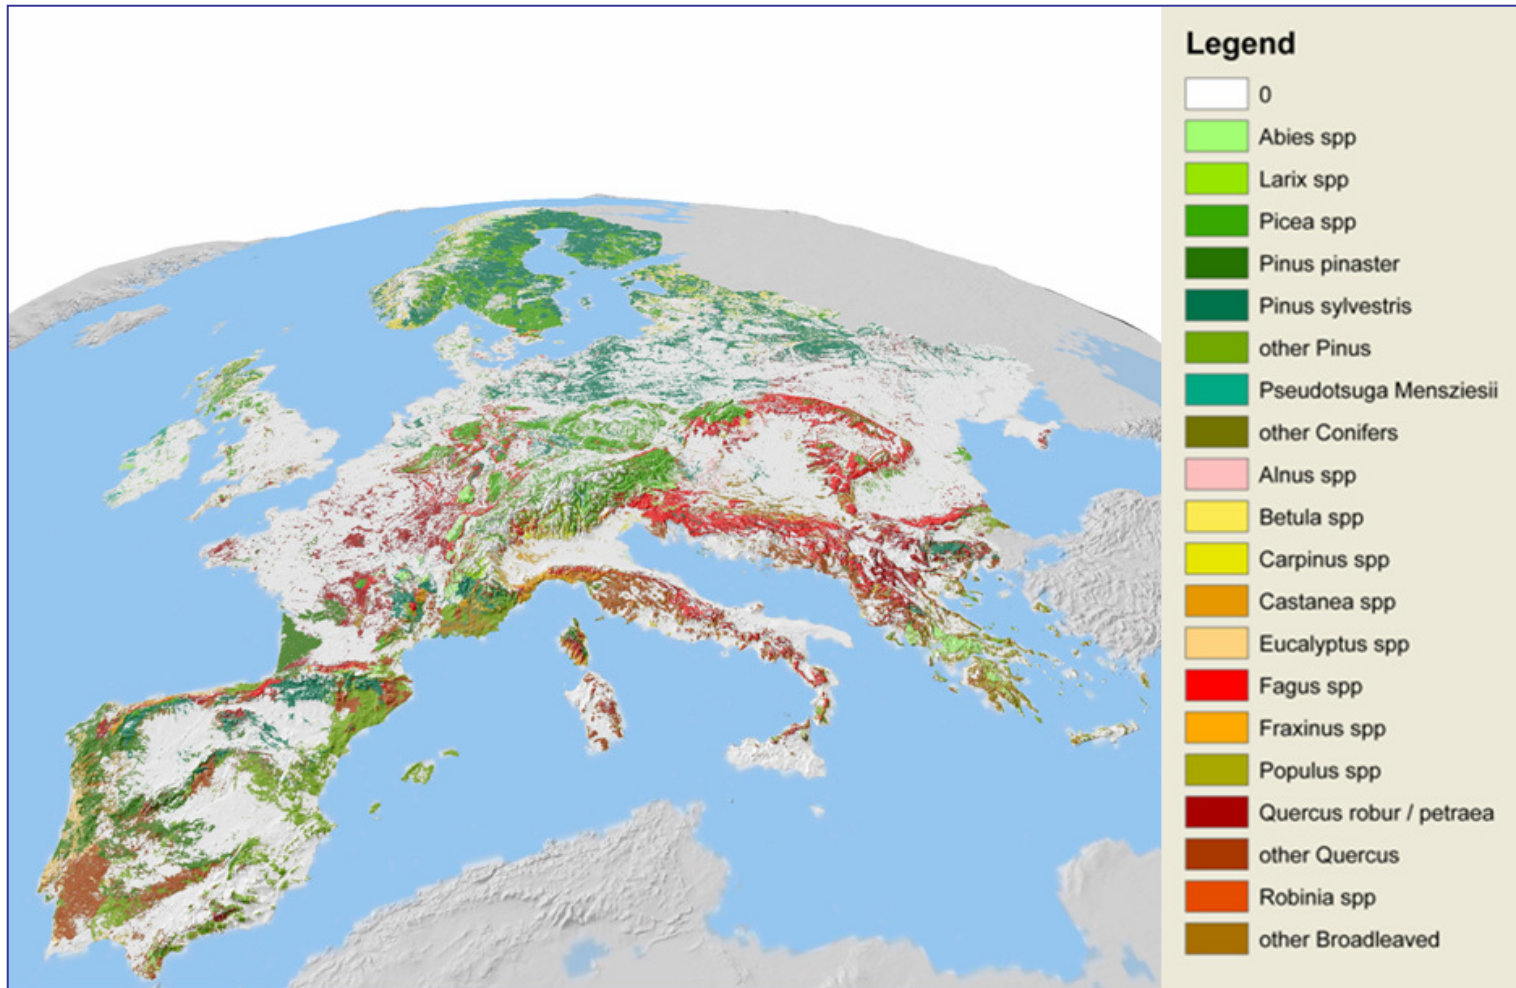 Legend
0
Abies spp
Larix spp
Picea spp
Pinus pinaster
Pinus sylvestris
other Pinus
Pseudotsuga Mensziesii
other Conifers
Alnus spp
Betula spp
Carpinus spp
Castanea spp
Eucalyptus spp
Fagus spp
Fraxinus spp
Populus spp
Quercus robur / petraea
other Quercus
Robinia spp
other Broadleaved